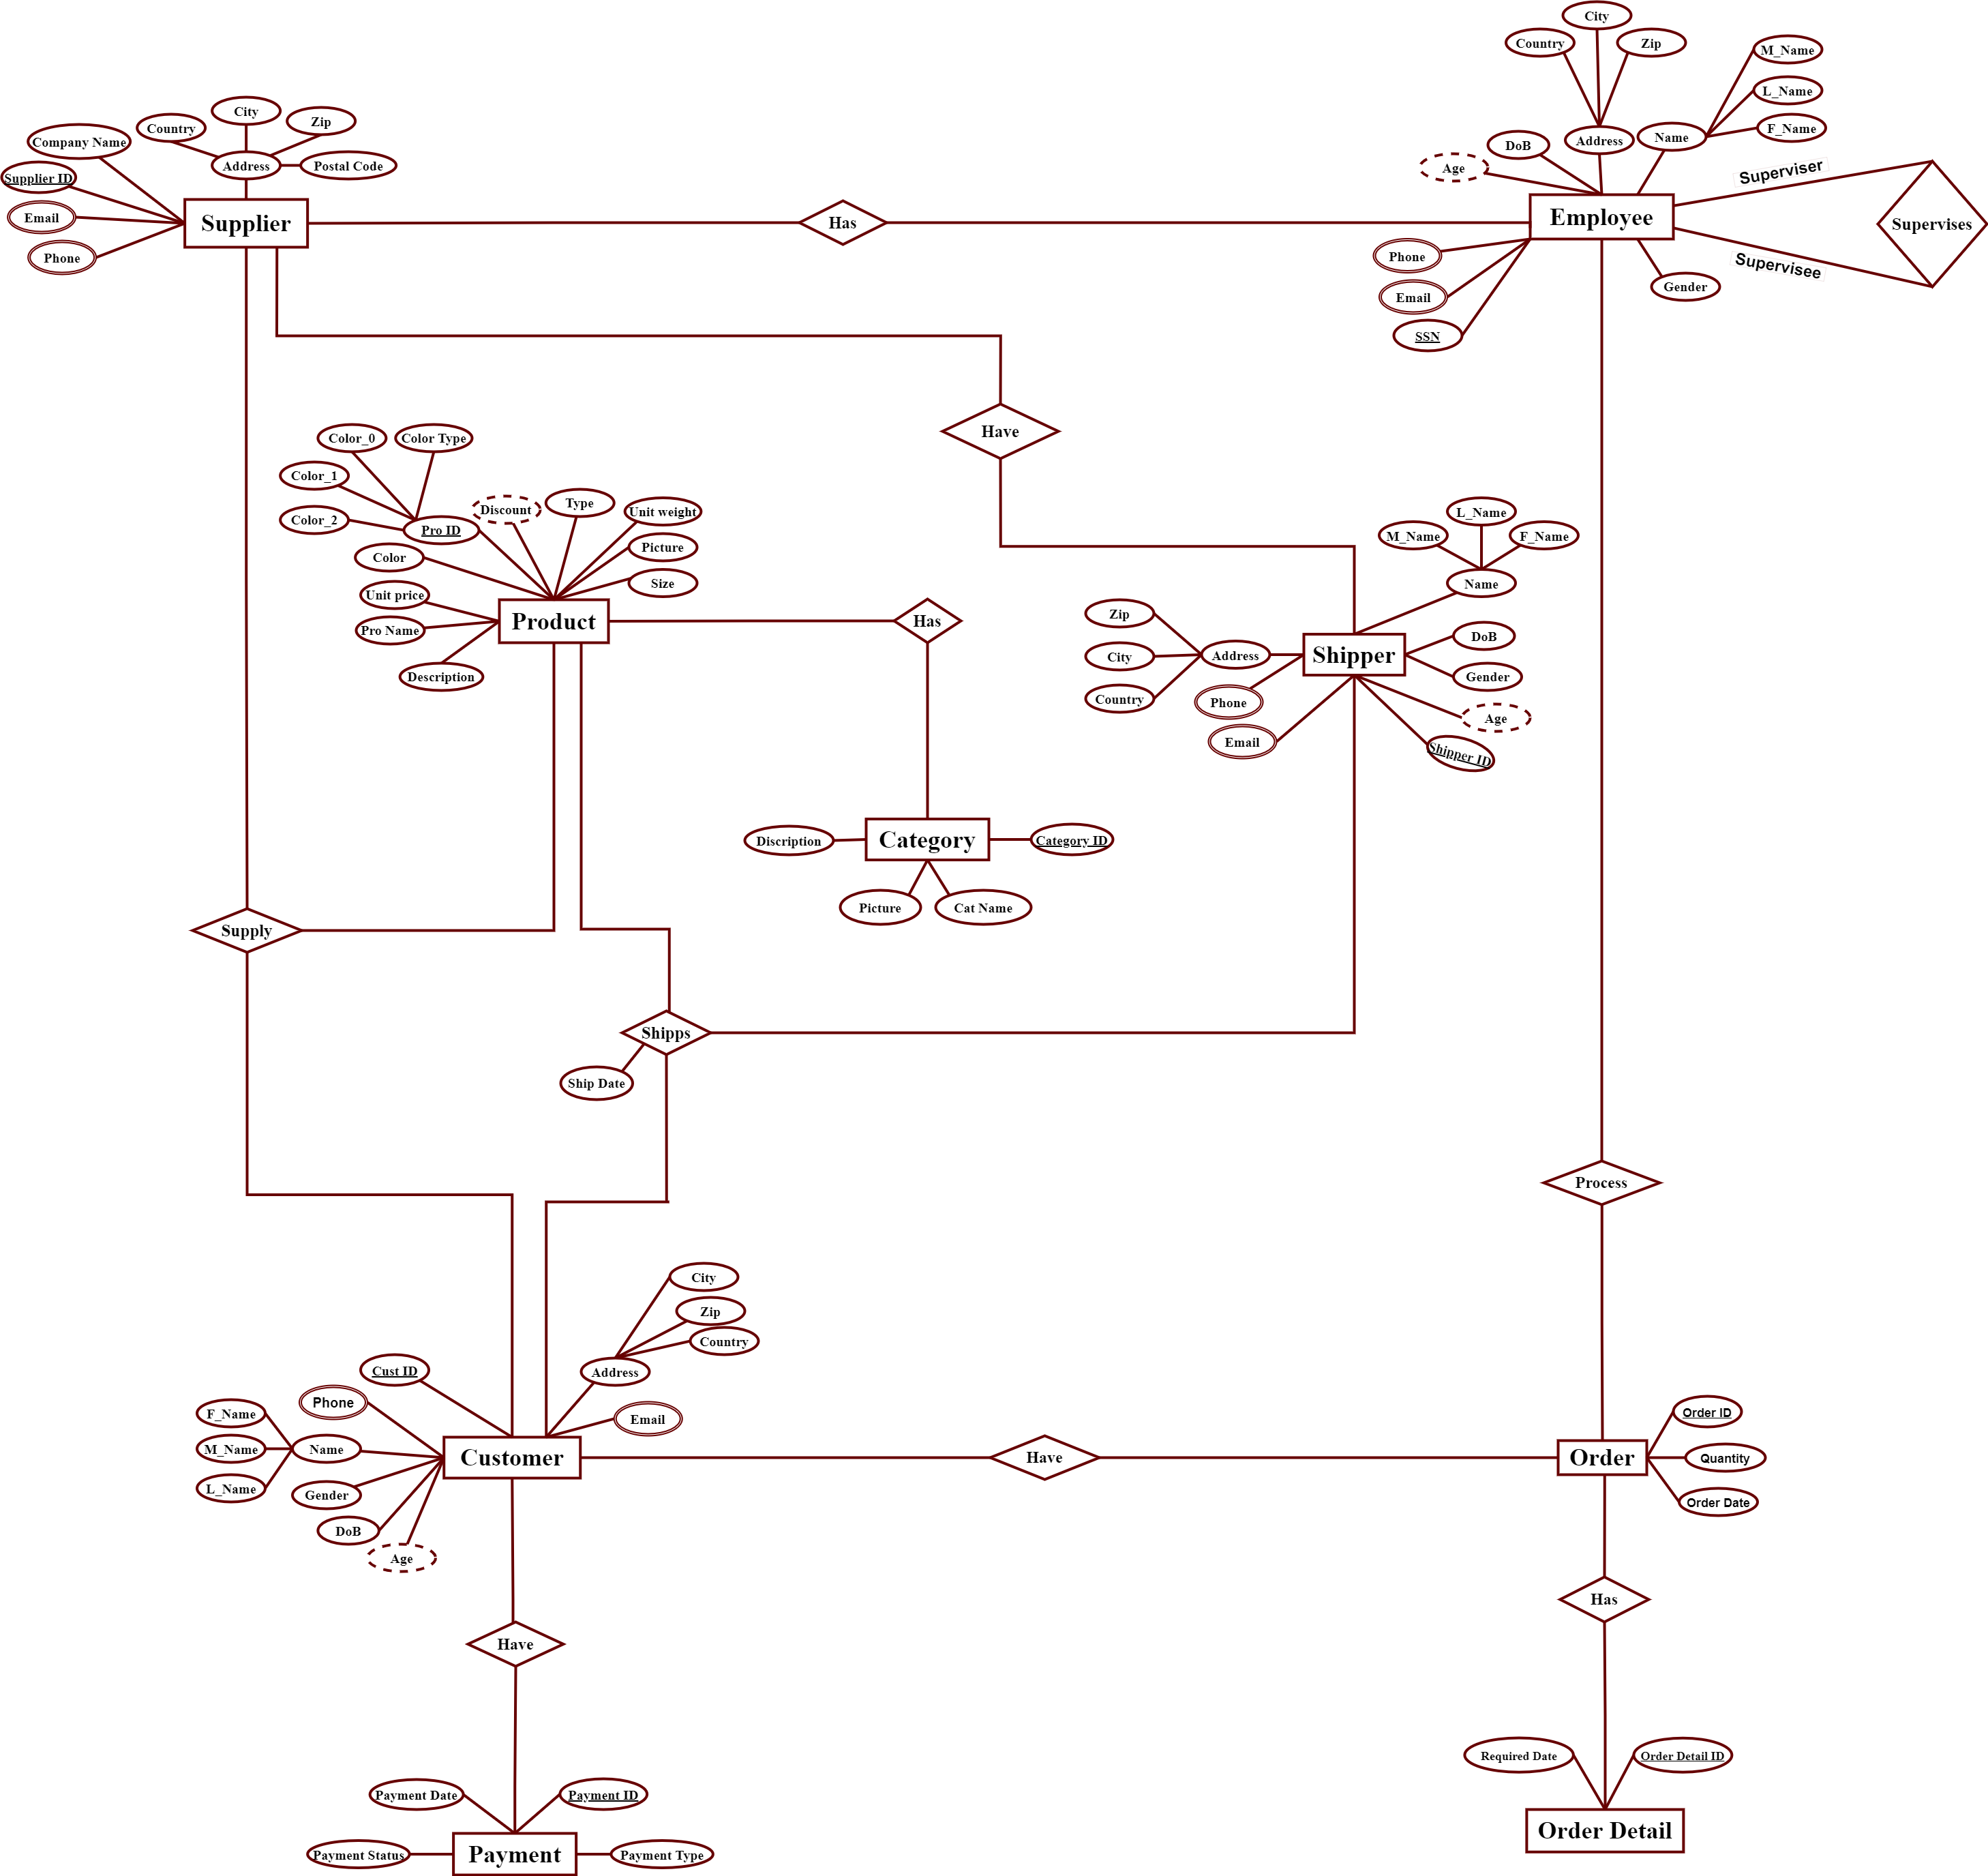 City
Country
Zip
M_Name
L_Name
F_Name
Name
Address
DoB
Age
Superviser
Employee
Supervises
Supervisee
Phone
Email
SSN
Gender
City
Country
Zip
Company Name
Address
Postal Code
Supplier ID
Email
Phone
Supplier
Has
Have
Color_0
Color Type
Color_1
Color_2
Pro ID
Discount
Type
Unit weight
Picture
Size
Color
Unit price
Pro Name
Description
Product
Has
L_Name
M_Name
F_Name
Name
Zip
City
Country
Address
Shipper
DoB
Gender
Age
Shipper ID
Phone
Email
Discription
Category
Category ID
Picture
Cat Name
Supply
Shipps
Ship Date
Process
City
Zip
Country
Address
Email
Cust ID
Phone
F_Name
M_Name
L_Name
Name
Gender
DoB
Age
Customer
Have
Order
Order ID
Quantity
Order Date
Have
Has
Payment Date
Payment ID
Payment Status
Payment
Payment Type
Required Date
Order Detail ID
Order Detail